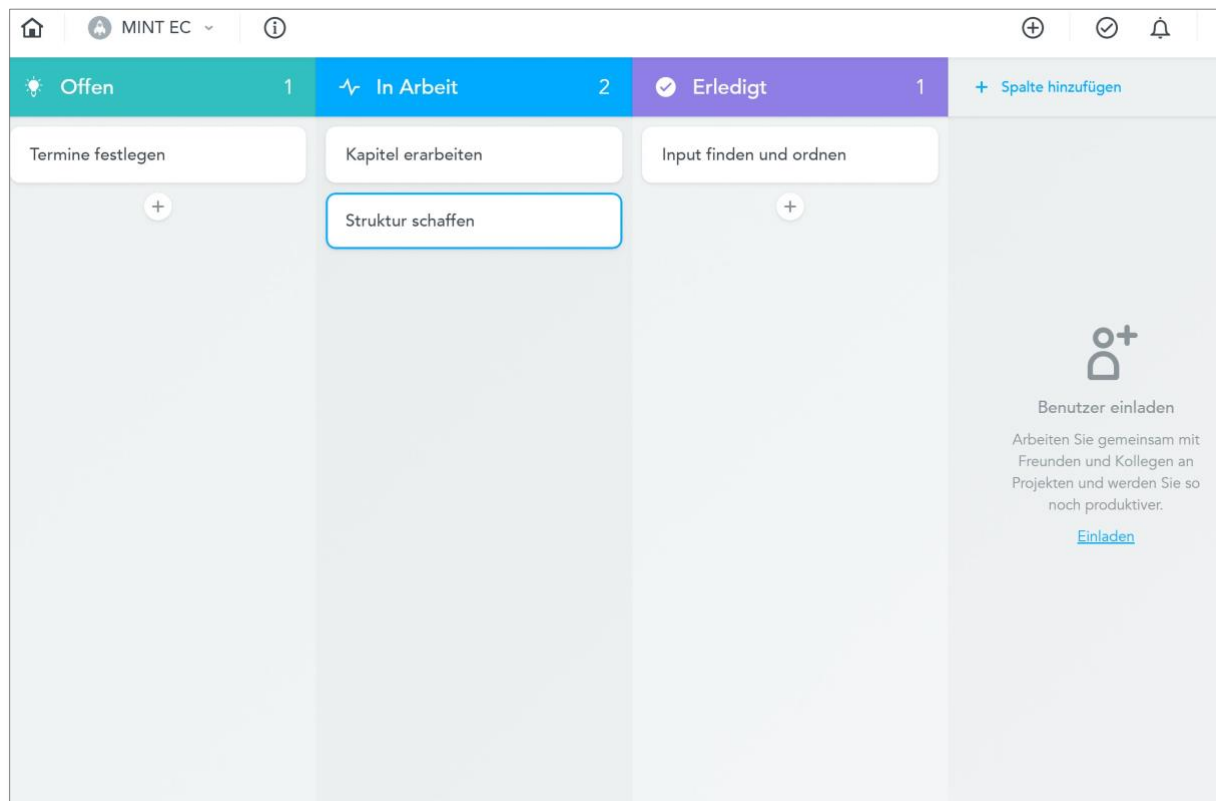 MINT EC
Offen 1
In Arbeit 2
Erledigt 1
+ Spalte hinzufügen
Termine festlegen
Kapitel erarbeiten
Input finden und ordnen
Struktur schaffen
Benutzer einladen
Arbeiten Sie gemeinsam mit
Freunden und Kollegen an
Projekten und werden Sie so
noch produktiver.
Einladen